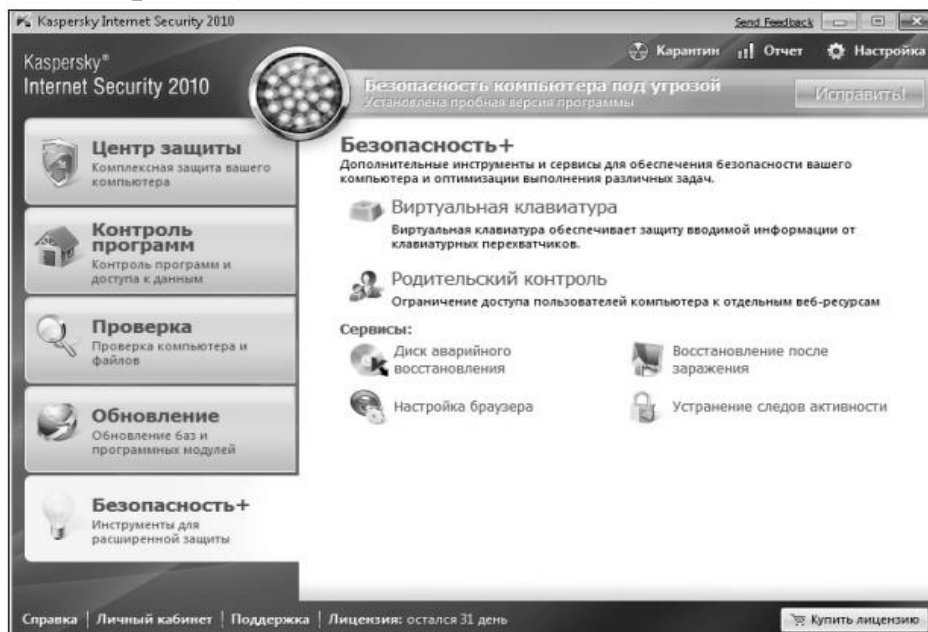 Kaspersky Internet Security 2010
Send Feedback
Kaspersky®
Internet Security 2010
Карантин
Отчет
Настройка
Безопасность компьютера под угрозой
Установлена пробная версия программы
Исправить!
Центр защиты
Комплексная защита вашего
компьютера
Контроль
программ
Контроль программ и
доступа к данным
Проверка
Проверка компьютера и
файлов
Обновление
Обновление баз и
программных модулей
Безопасность+
Инструменты для
расширенной защиты
Безопасность+
Дополнительные инструменты и сервисы для обеспечения безопасности вашего
компьютера и оптимизации выполнения различных задач.
Виртуальная клавиатура
Виртуальная клавиатура обеспечивает защиту вводимой информации от
клавиатурных перехватчиков.
Родительский контроль
Ограничение доступа пользователей компьютера к отдельным веб-ресурсам
Сервисы:
Диск аварийного
восстановления
Восстановление после
заражения
Настройка браузера
Устранение следов активности
Справка | Личный кабинет | Поддержка | Лицензия: остался 31 день
Купить лицензию